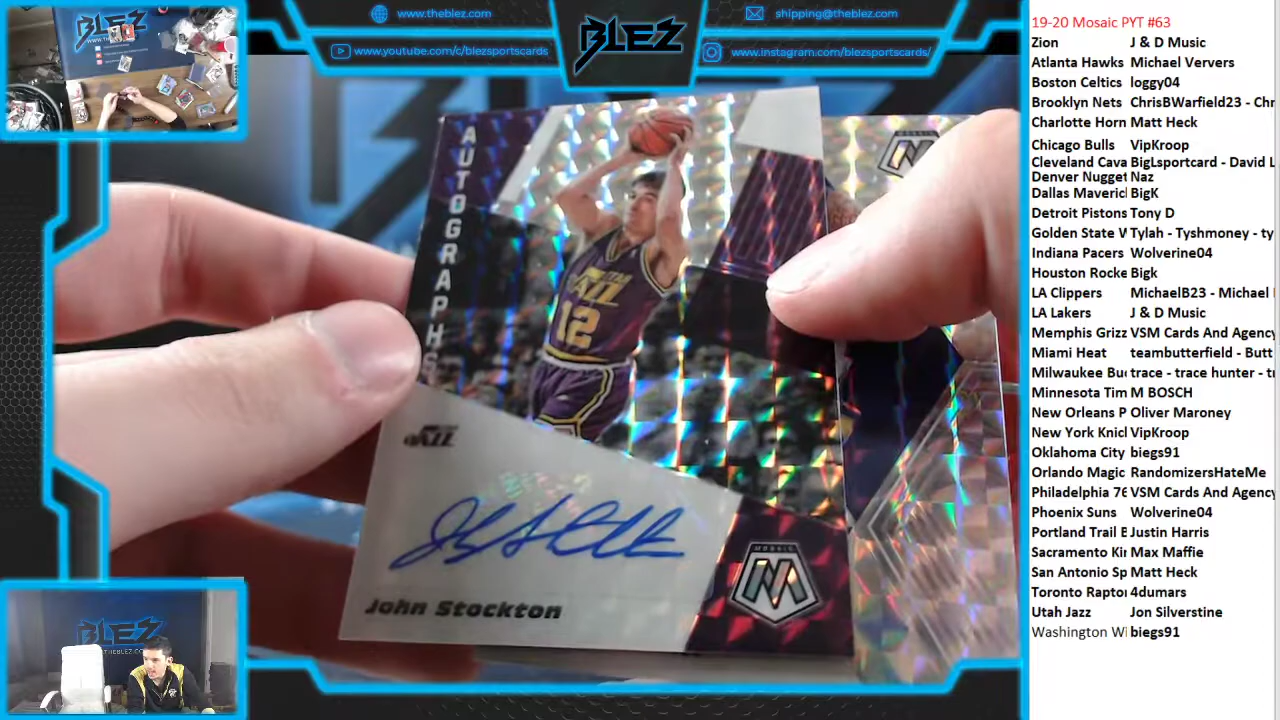 www.theblez.com
www.youtube.com/c/blezsportscards
BLEZ
shipping@theblez.com
www.instagram.com/blezsportscards/
AUTOGRAPHS
12
JAZZ
John Stockton
MOSAIC
BLEZ
19-20 Mosaic PYT #63
Zion J & D Music
Atlanta Hawks Michael Ververs
Boston Celtics loggy04
Brooklyn Nets ChrisBWarfield23 - Chr
Charlotte Horn Matt Heck
Chicago Bulls VipKroop
Cleveland Cava BigLsportcard - David L
Denver Nugget Naz
Dallas Maveric BigK
Detroit Pistons Tony D
Golden State V Tylah - Tyshmoney - ty
Indiana Pacers Wolverine04
Houston Rocke Bigk
LA Clippers MichaelB23 - Michael
LA Lakers J & D Music
Memphis Grizz VSM Cards And Agency
Miami Heat teambutterfield - Butt
Milwaukee Bu trace - trace hunter - tr
Minnesota Tim M BOSCH
New Orleans P Oliver Maroney
New York Knicl VipKroop
Oklahoma City biegs91
Orlando Magic RandomizersHateMe
Philadelphia 76 VSM Cards And Agency
Phoenix Suns Wolverine04
Portland Trail E Justin Harris
Sacramento Kin Max Maffie
San Antonio Sp Matt Heck
Toronto Raptor 4dumars
Utah Jazz Jon Silverstine
Washington Wi biegs91